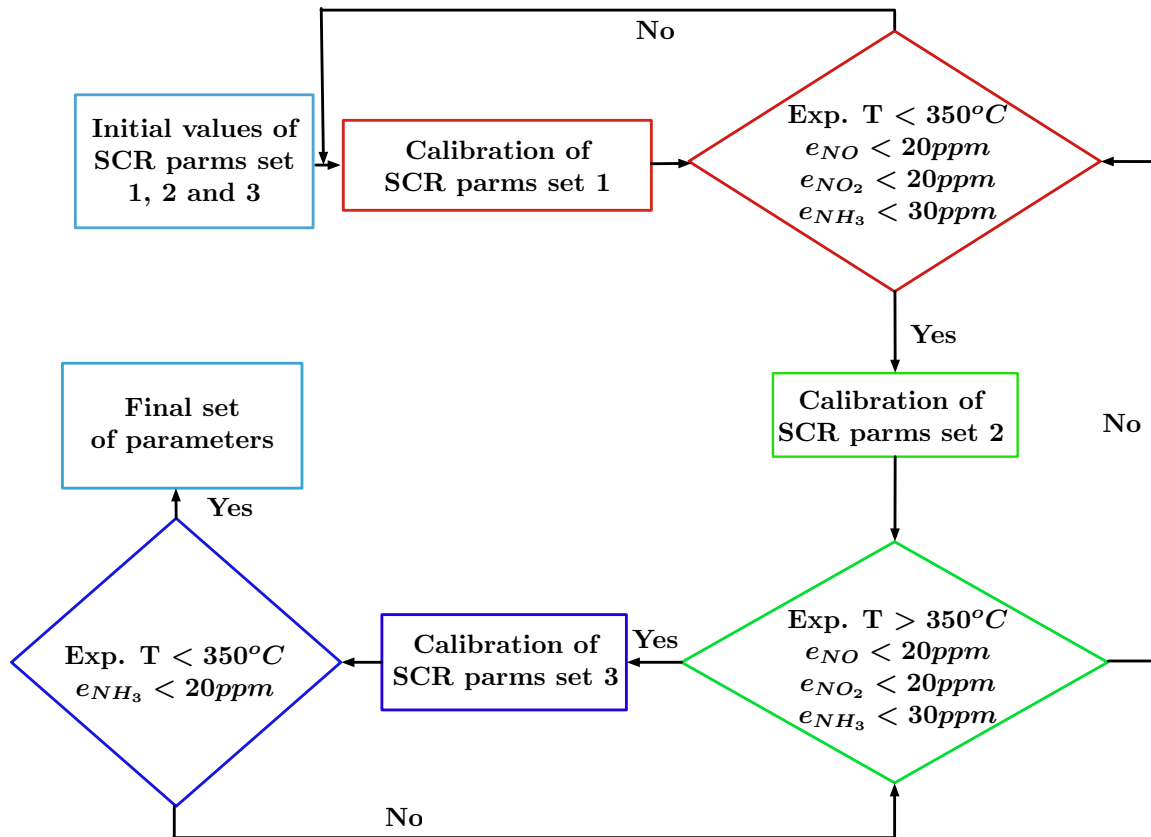 No
Initial values of
SCR parms set
1, 2 and 3
Calibration of
SCR parms set 1
Exp. T < 350°C
e_NO < 20ppm
e_NO₂ < 20ppm
e_NH₃ < 30ppm
Yes
Calibration of
SCR parms set 2
No
Final set
of parameters
Yes
Exp. T > 350°C
e_NO < 20ppm
e_NO₂ < 20ppm
e_NH₃ < 30ppm
Yes
Calibration of
SCR parms set 3
Exp. T < 350°C
e_NH₃ < 20ppm
No